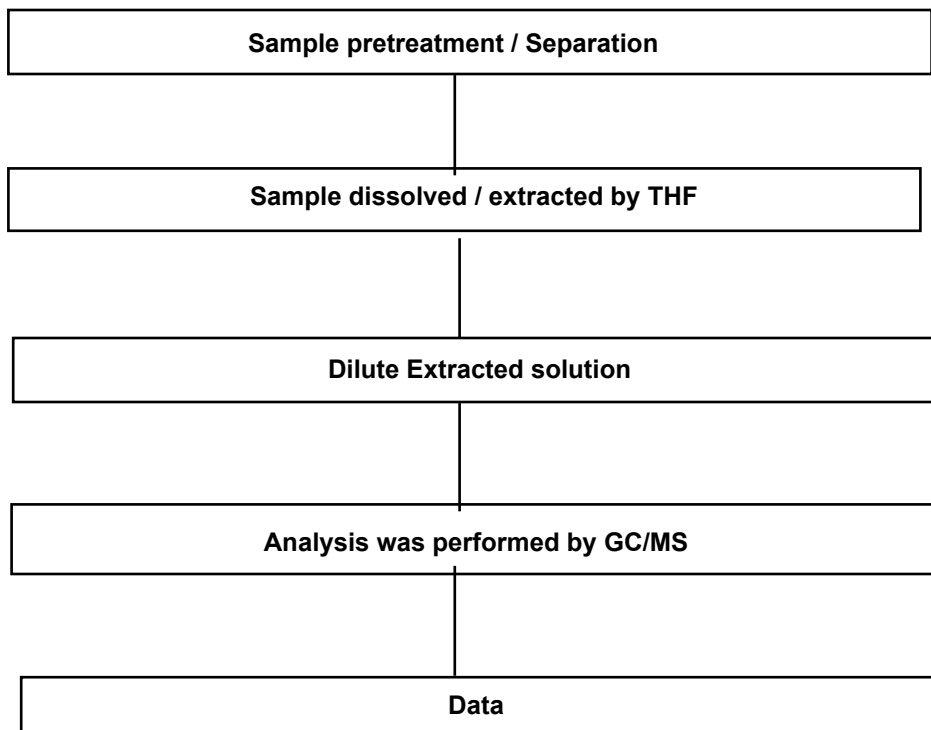 Sample pretreatment / Separation
Sample dissolved / extracted by THF
Dilute Extracted solution
Analysis was performed by GC/MS
Data